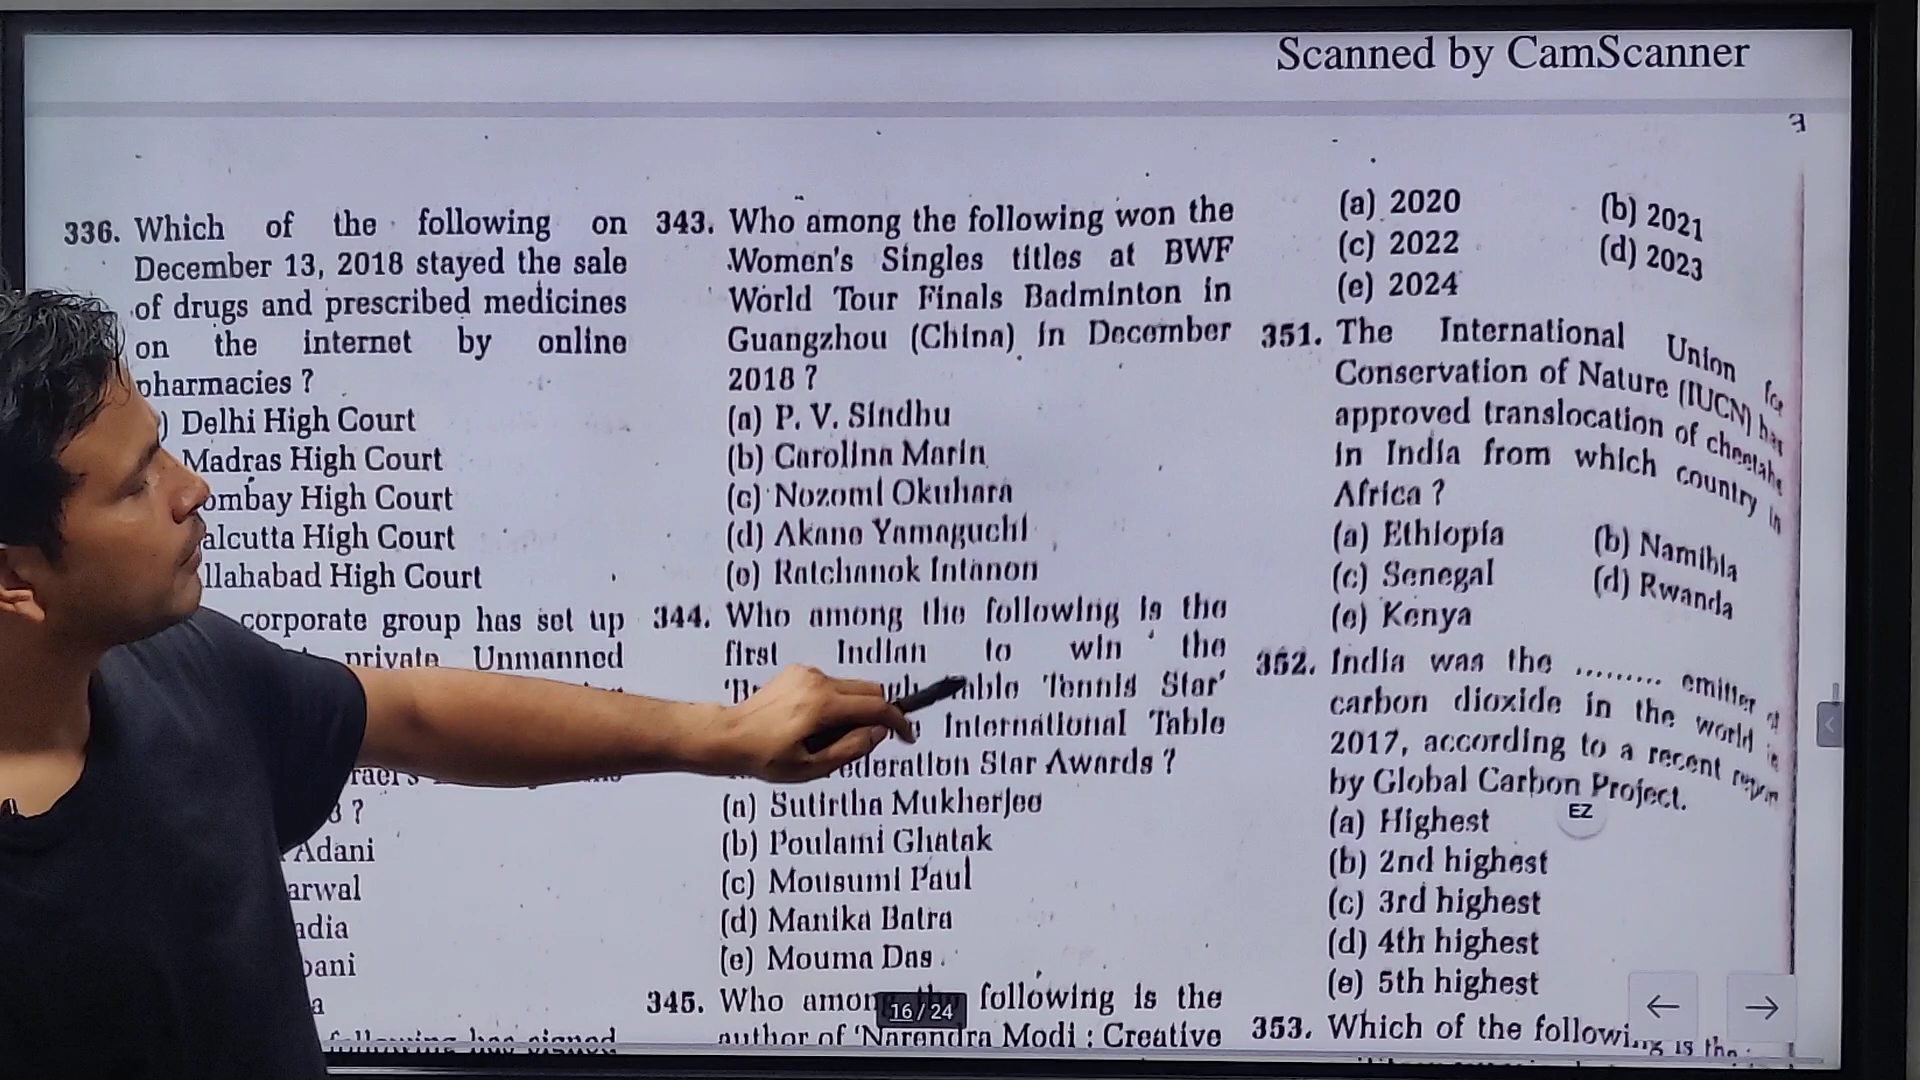 Scanned by CamScanner
336. Which of the following on
December 13, 2018 stayed the sale
of drugs and prescribed medicines
on the internet by online
pharmacies ?
) Delhi High Court
Madras High Court
ombay High Court
alcutta High Court
llahabad High Court
corporate group has set up
private Unmanned
8 ?
Adani
arwal
adia
bani
a
following has signed
343. Who among the following won the
Women's Singles titles at BWF
World Tour Finals Badminton in
Guangzhou (China) in December
2018 ?
(a) P. V. Sindhu
(b) Carolina Marin
(c) Nozomi Okuhara
(d) Akane Yamaguchi
(e) Ratchanok Intanon
344. Who among the following is the
first Indian to win the
Table Tennis Star'
International Table
ederation Star Awards ?
(a) Sutirtha Mukherjee
(b) Poulami Ghatak
(c) Mousumi Paul
(d) Manika Batra
(e) Mouma Das
345. Who among the following is the
author of 'Narendra Modi : Creative
16 / 24
(a) 2020 (b) 2021
(c) 2022 (d) 2023
(e) 2024
351. The International Union for
Conservation of Nature (IUCN) has
approved translocation of cheetahs
in India from which country in
Africa ?
(a) Ethiopia (b) Namibia
(c) Senegal (d) Rwanda
(e) Kenya
352. India was the ......... emitter of
carbon dioxide in the world in
2017, according to a recent report
by Global Carbon Project.
EZ
(a) Highest
(b) 2nd highest
(c) 3rd highest
(d) 4th highest
(e) 5th highest
353. Which of the following is the